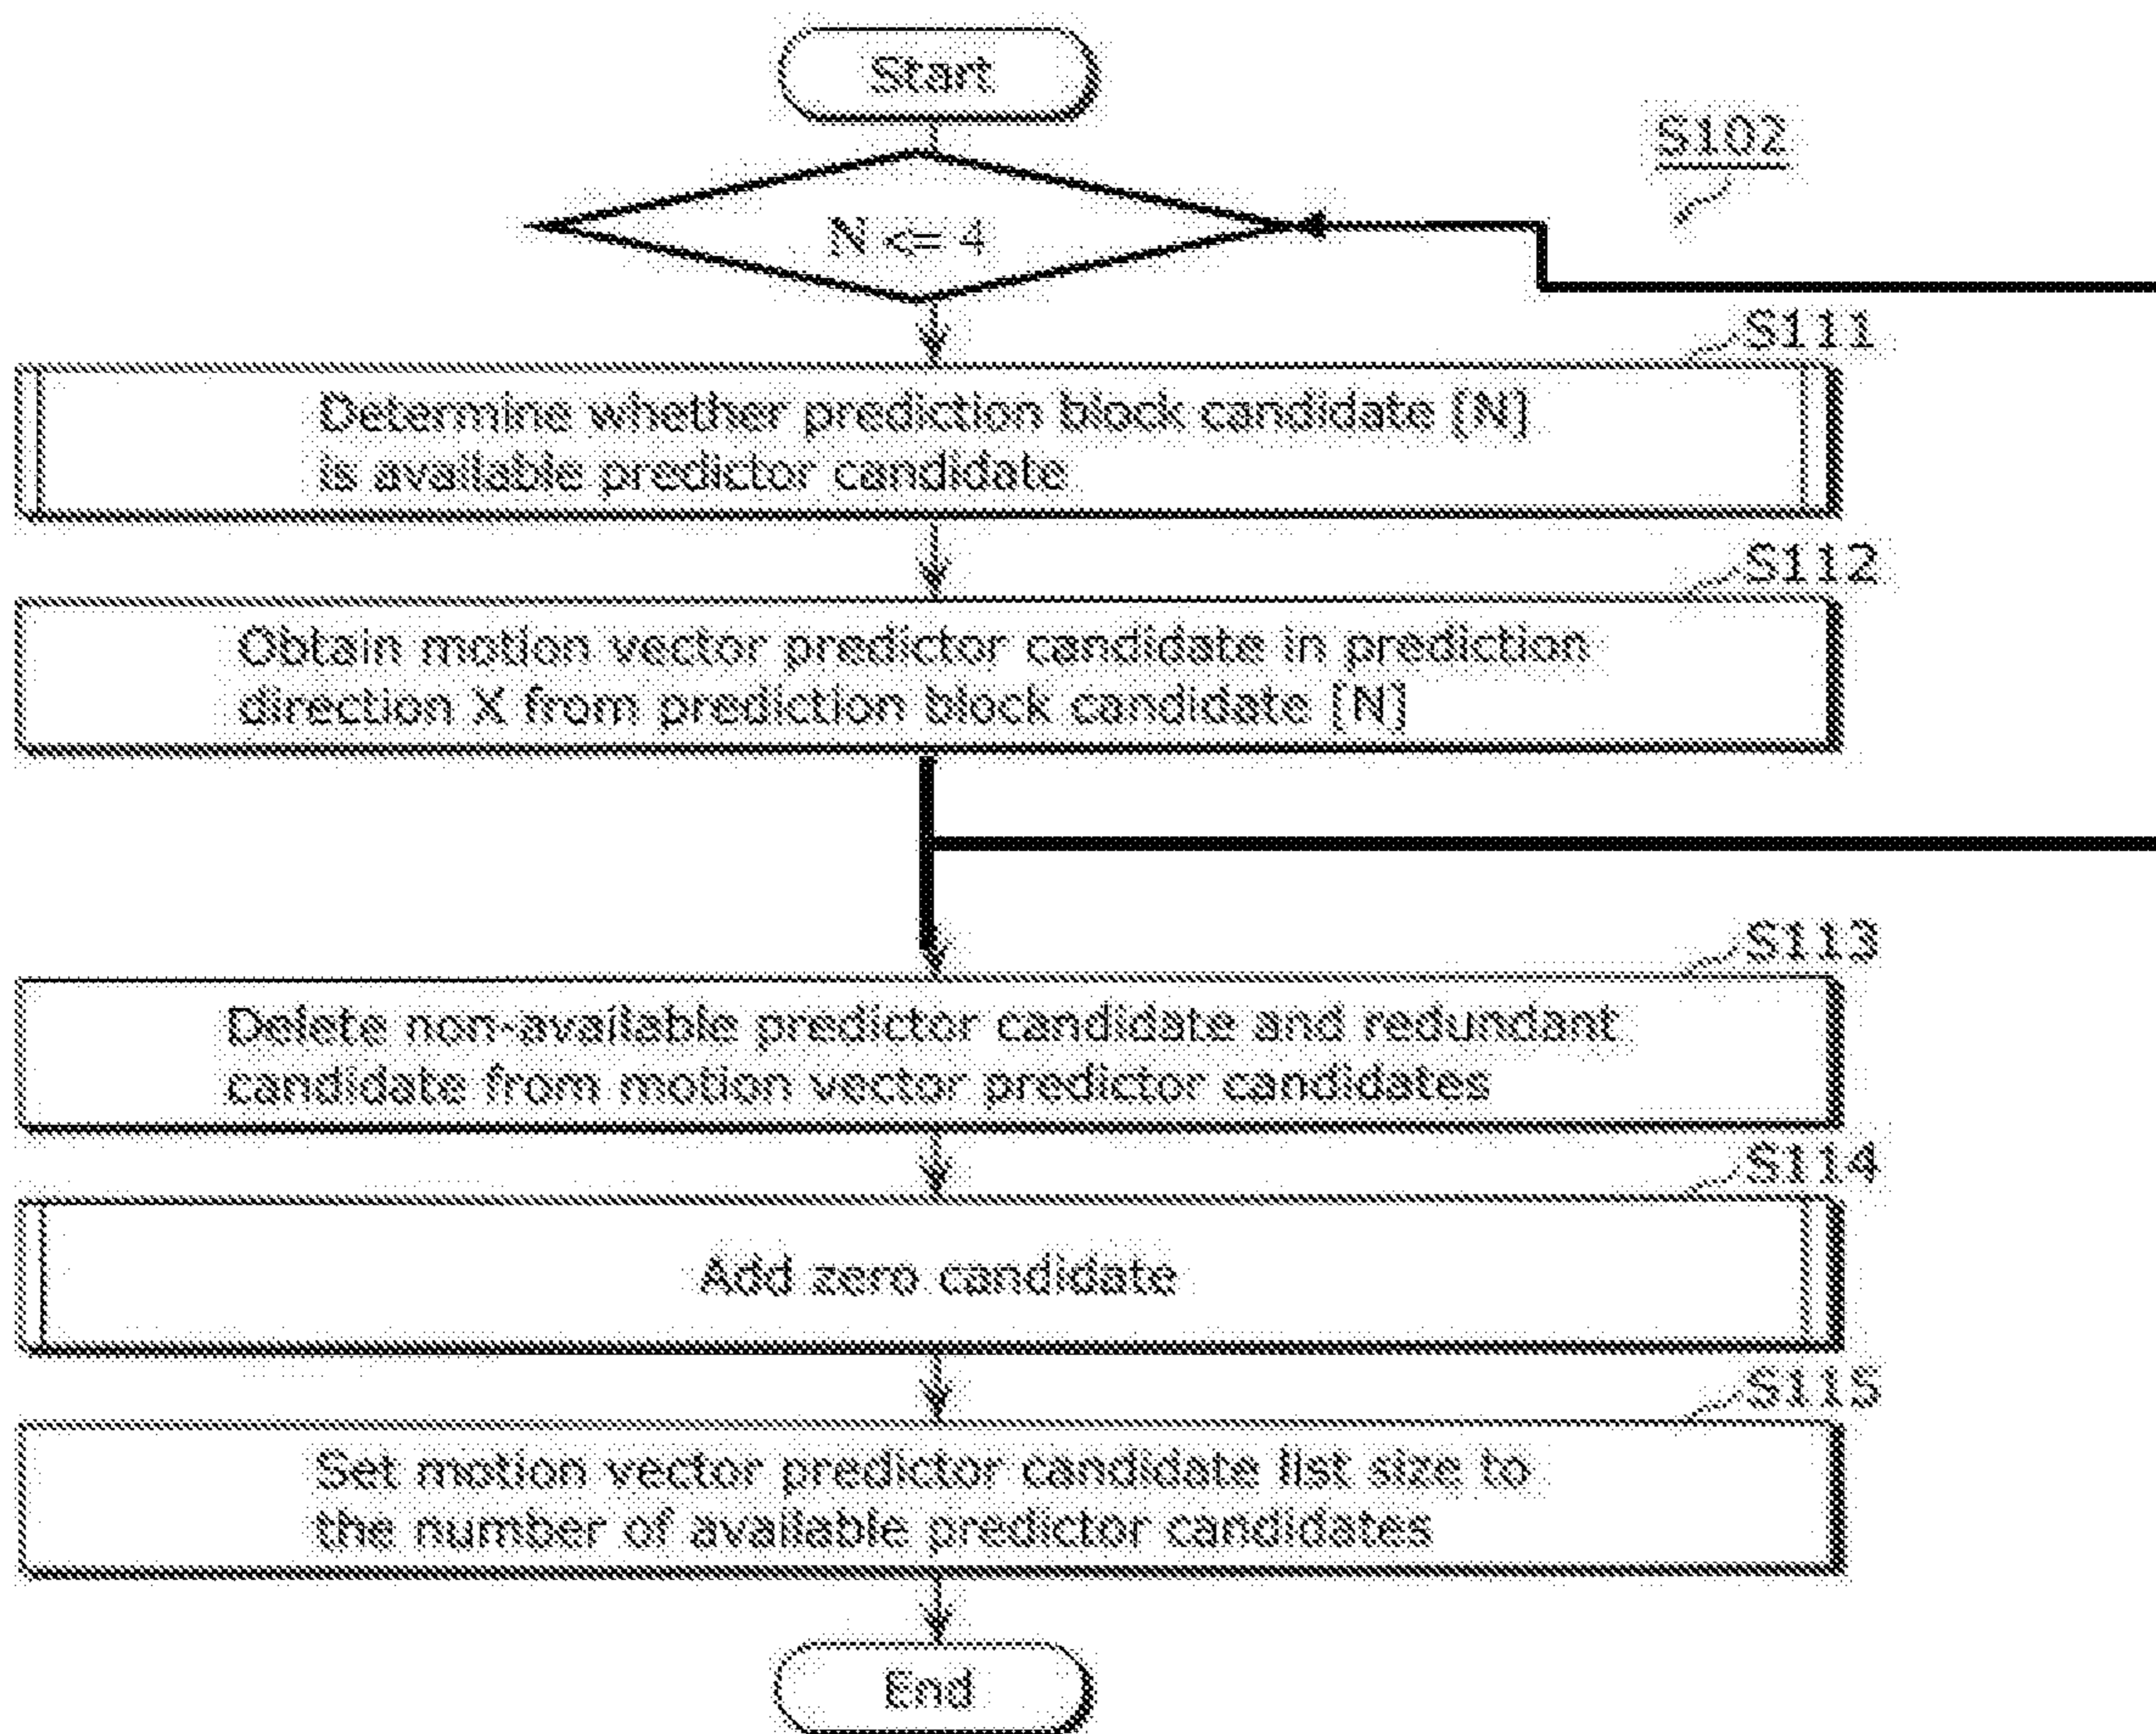 Start
S102
N <= 4
S111
Determine whether prediction block candidate [N]
is available predictor candidate
S112
Obtain motion vector predictor candidate in prediction
direction X from prediction block candidate [N]
S113
Delete non-available predictor candidate and redundant
candidate from motion vector predictor candidates
S114
Add zero candidate
S115
Set motion vector predictor candidate list size to
the number of available predictor candidates
End